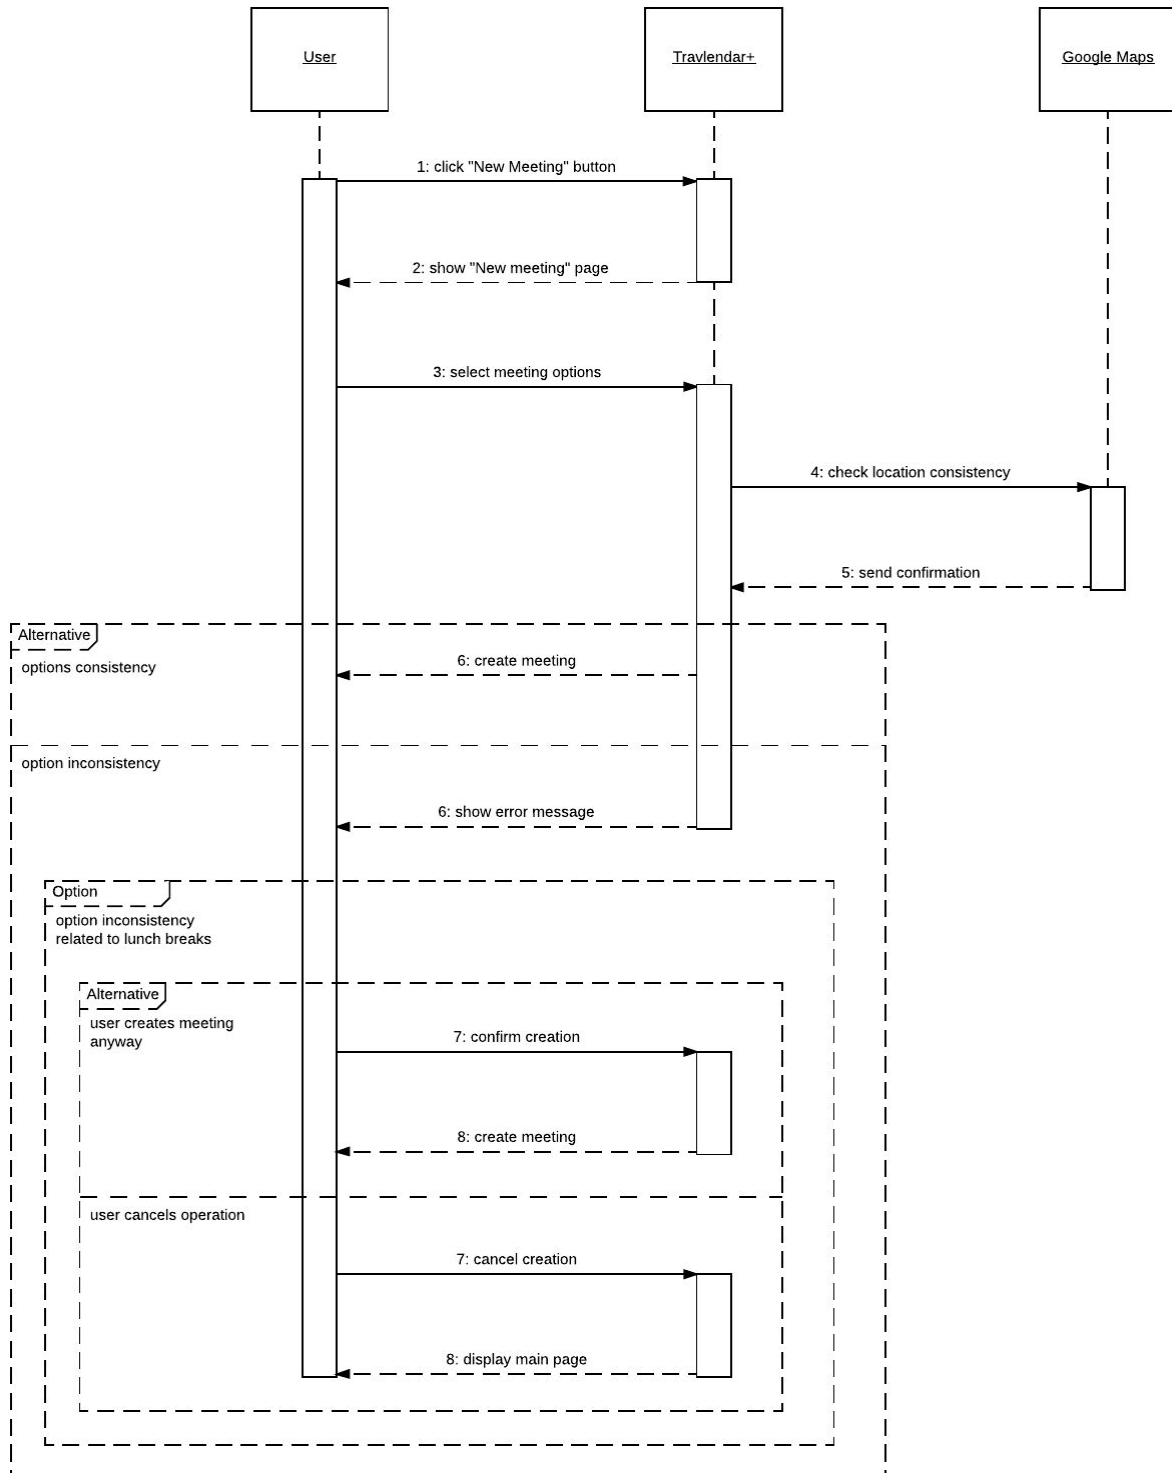 User
Travlendar+
Google Maps
1: click "New Meeting" button
2: show "New meeting" page
3: select meeting options
4: check location consistency
5: send confirmation
Alternative
options consistency
6: create meeting
option inconsistency
6: show error message
Option
option inconsistency
related to lunch breaks
Alternative
user creates meeting
anyway
7: confirm creation
8: create meeting
user cancels operation
7: cancel creation
8: display main page